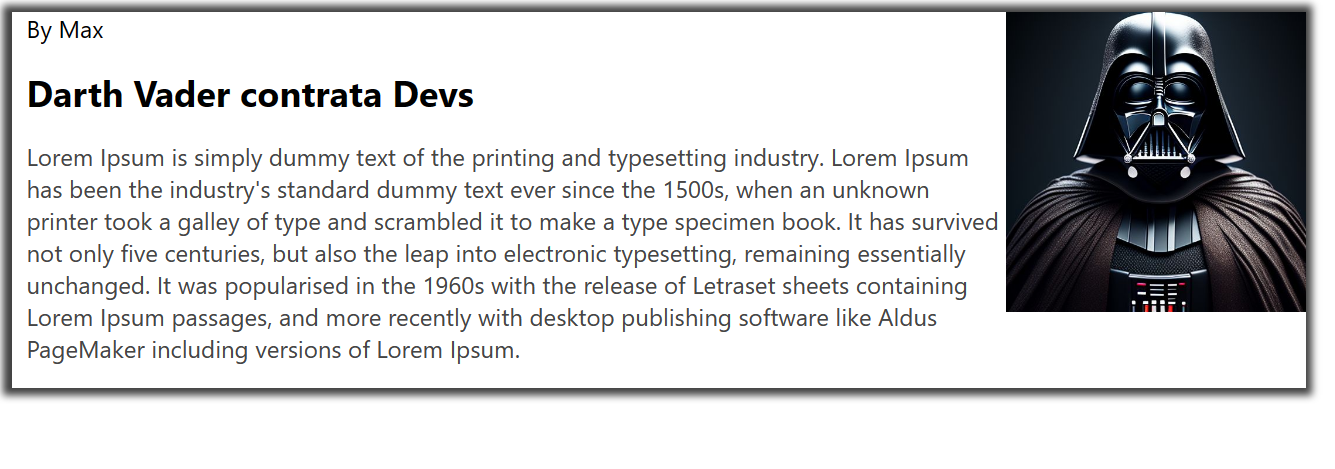 By Max
Darth Vader contrata Devs
Lorem Ipsum is simply dummy text of the printing and typesetting industry. Lorem Ipsum
has been the industry's standard dummy text ever since the 1500s, when an unknown
printer took a galley of type and scrambled it to make a type specimen book. It has survived
not only five centuries, but also the leap into electronic typesetting, remaining essentially
unchanged. It was popularised in the 1960s with the release of Letraset sheets containing
Lorem Ipsum passages, and more recently with desktop publishing software like Aldus
PageMaker including versions of Lorem Ipsum.